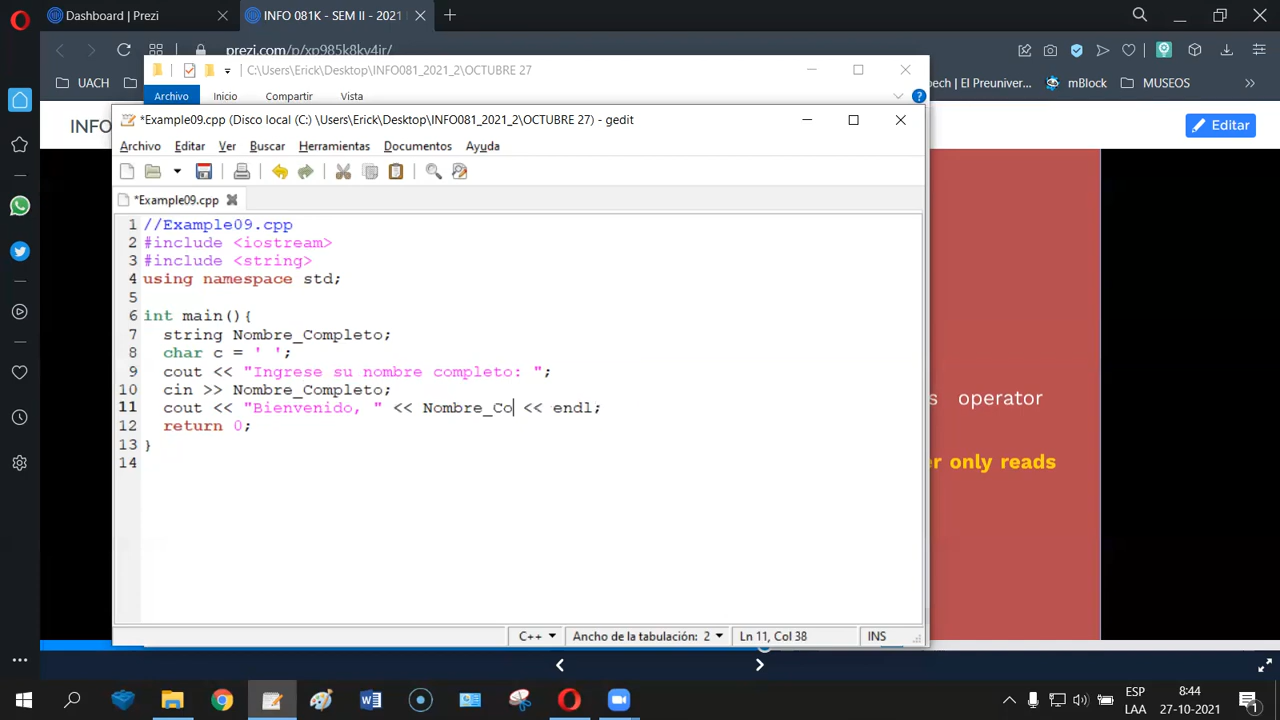 Dashboard | Prezi
INFO 081K - SEM II - 2021
prezi.com/p/xp985k8ky4ir/
UACH
ech | El Preuniver...
mBlock
MUSEOS
INFO
Editar
C:\Users\Erick\Desktop\INFO081_2021_2\OCTUBRE 27
Archivo Inicio Compartir Vista
*Example09.cpp (Disco local (C:) \Users\Erick\Desktop\INFO081_2021_2\OCTUBRE 27) - gedit
Archivo Editar Ver Buscar Herramientas Documentos Ayuda
*Example09.cpp
1 //Example09.cpp
2 #include <iostream>
3 #include <string>
4 using namespace std;
5
6 int main(){
7 string Nombre_Completo;
8 char c = ' ';
9 cout << "Ingrese su nombre completo: ";
10 cin >> Nombre_Completo;
11 cout << "Bienvenido, " << Nombre_Co << endl;
12 return 0;
13 }
14
s operator
er only reads
C++ Ancho de la tabulación: 2 Ln 11, Col 38 INS
ESP
LAA
8:44
27-10-2021